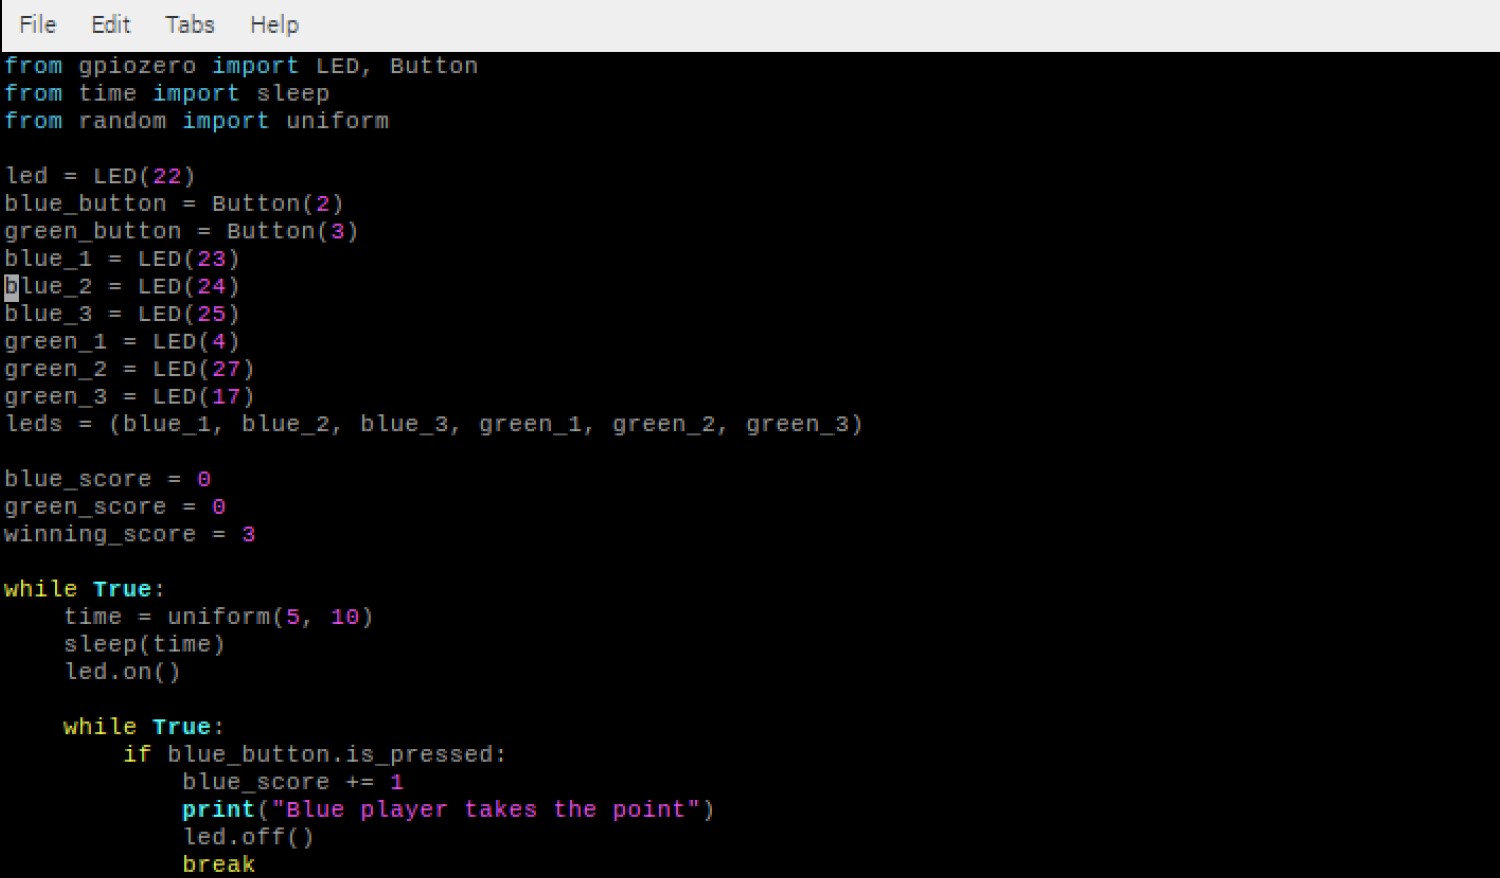 File Edit Tabs Help
from gpiozero import LED, Button
from time import sleep
from random import uniform

led = LED(22)
blue_button = Button(2)
green_button = Button(3)
blue_1 = LED(23)
blue_2 = LED(24)
blue_3 = LED(25)
green_1 = LED(4)
green_2 = LED(27)
green_3 = LED(17)
leds = (blue_1, blue_2, blue_3, green_1, green_2, green_3)

blue_score = 0
green_score = 0
winning_score = 3

while True:
    time = uniform(5, 10)
    sleep(time)
    led.on()

    while True:
        if blue_button.is_pressed:
            blue_score += 1
            print("Blue player takes the point")
            led.off()
            break